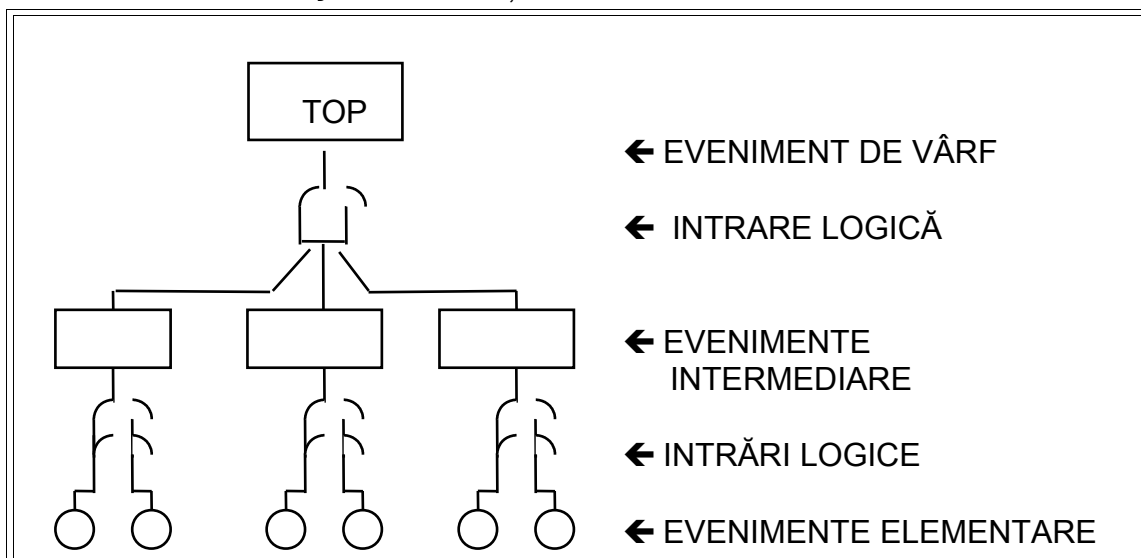 TOP
← EVENIMENT DE VÂRF
← INTRARE LOGICĂ
← EVENIMENTE
INTERMEDIARE
← INTRĂRI LOGICE
← EVENIMENTE ELEMENTARE